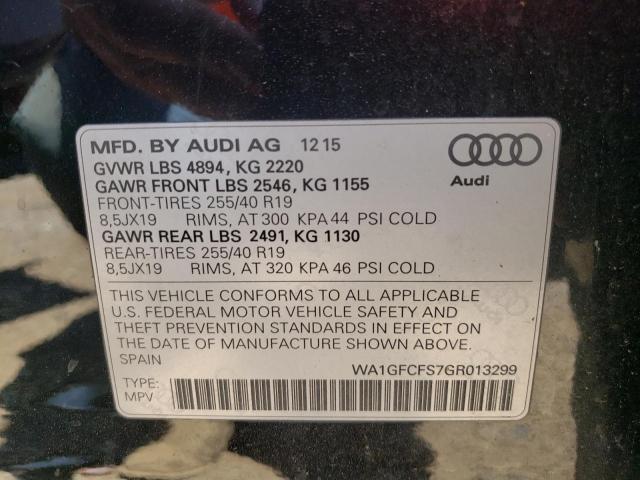 MFD. BY AUDI AG 12 15
GVWR LBS 4894, KG 2220
GAWR FRONT LBS 2546, KG 1155
FRONT-TIRES 255/40 R19
8,5JX19 RIMS, AT 300 KPA 44 PSI COLD
GAWR REAR LBS 2491, KG 1130
REAR-TIRES 255/40 R19
8,5JX19 RIMS, AT 320 KPA 46 PSI COLD
Audi
THIS VEHICLE CONFORMS TO ALL APPLICABLE
U.S. FEDERAL MOTOR VEHICLE SAFETY AND
THEFT PREVENTION STANDARDS IN EFFECT ON
THE DATE OF MANUFACTURE SHOWN ABOVE.
SPAIN
WA1GFCFS7GR013299
TYPE:
MPV